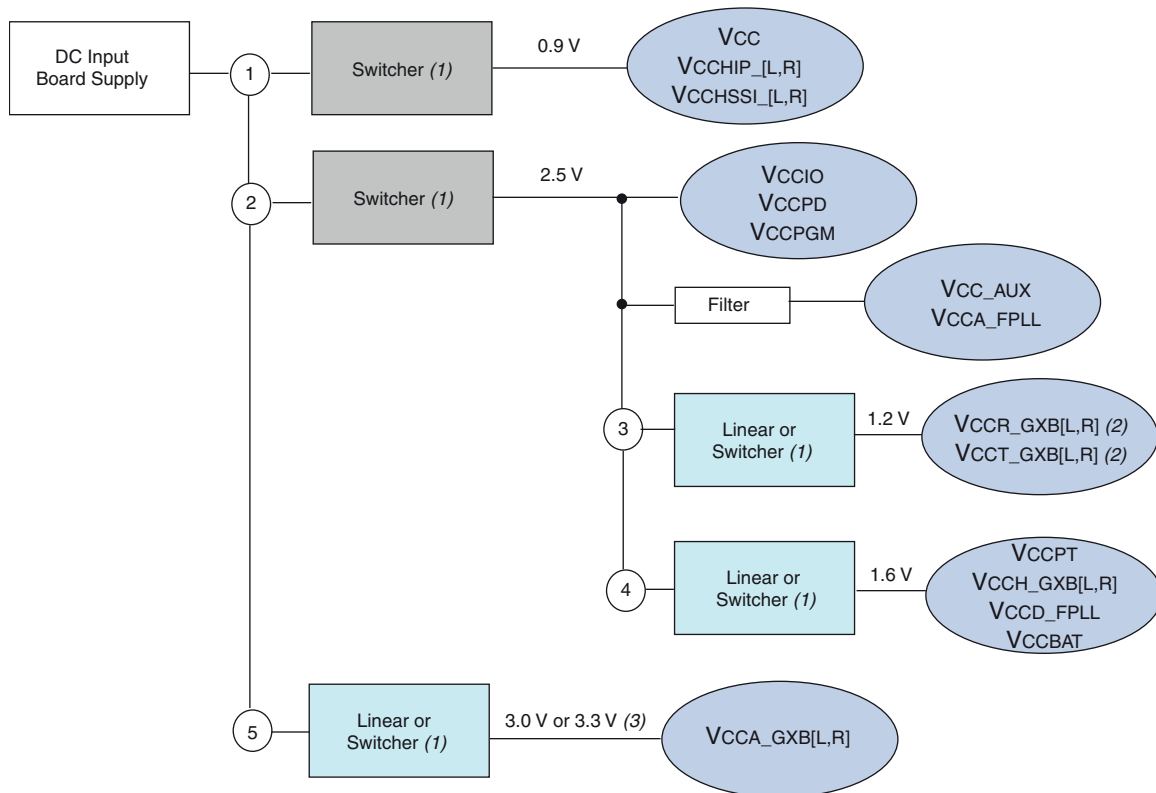 DC Input
Board Supply
1
Switcher (1)
0.9 V
VCC
VCCHIP_[L,R]
VCCHSSI_[L,R]
2
Switcher (1)
2.5 V
VCCIO
VCCPD
VCCPGM
Filter
VCC_AUX
VCCA_FPLL
3
Linear or
Switcher (1)
1.2 V
VCCR_GXB[L,R] (2)
VCCT_GXB[L,R] (2)
4
Linear or
Switcher (1)
1.6 V
VCCPT
VCCH_GXB[L,R]
VCCD_FPLL
VCCBAT
5
Linear or
Switcher (1)
3.0 V or 3.3 V (3)
VCCA_GXB[L,R]